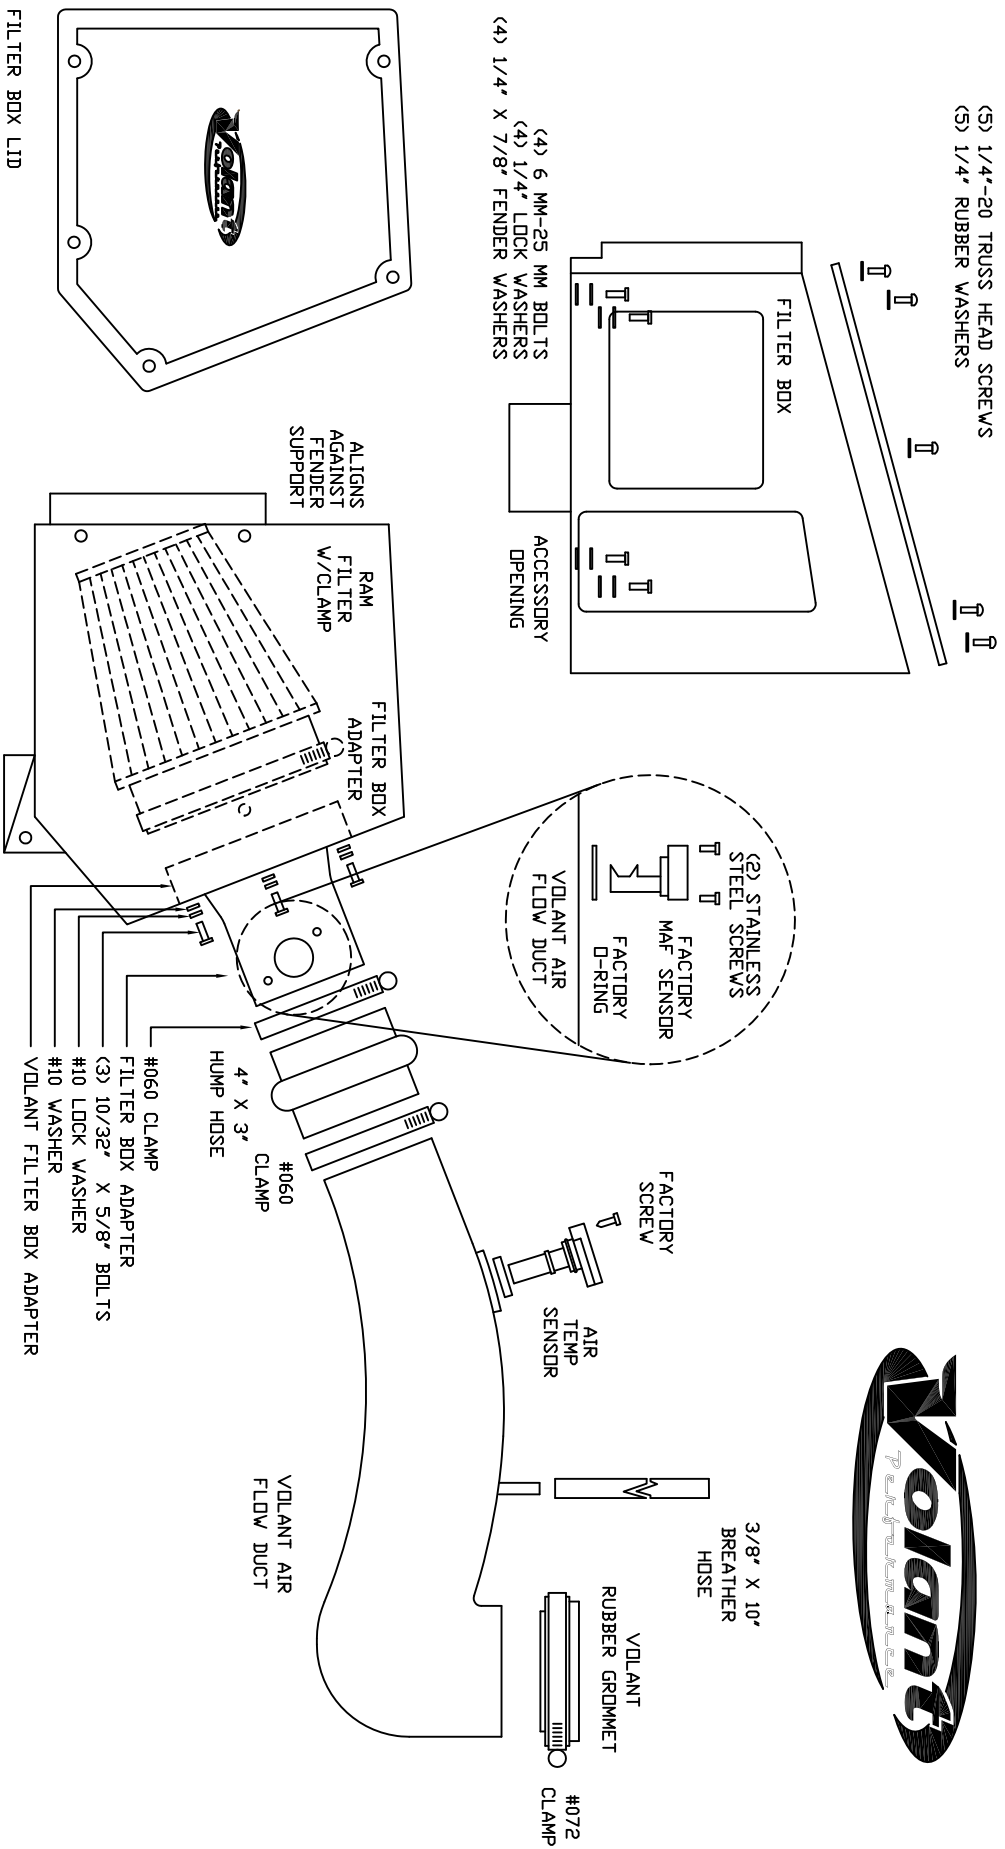 (5) 1/4"-20 TRUSS HEAD SCREWS
(5) 1/4" RUBBER WASHERS
(4) 6 MM-25 MM BOLTS
(4) 1/4" LOCK WASHERS
(4) 1/4" X 7/8" FENDER WASHERS
FILTER BOX
ACCESSORY
OPENING
FILTER BOX LID
Volant
Performance
ALIGNS
AGAINST
FENDER
SUPPORT
RAM
FILTER
W/CLAMP
FILTER BOX
ADAPTER
(2) STAINLESS
STEEL SCREWS
FACTORY
MAF SENSOR
FACTORY
O-RING
VOLANT AIR
FLOW DUCT
#060 CLAMP
FILTER BOX ADAPTER
(3) 10/32" X 5/8" BOLTS
#10 LOCK WASHER
#10 WASHER
VOLANT FILTER BOX ADAPTER
4" X 3"
HUMP HOSE
#060
CLAMP
FACTORY
SCREW
AIR
TEMP
SENSOR
VOLANT AIR
FLOW DUCT
3/8" X 10"
BREATHER
HOSE
VOLANT
RUBBER GROMMET
#072
CLAMP
Volant
Performance